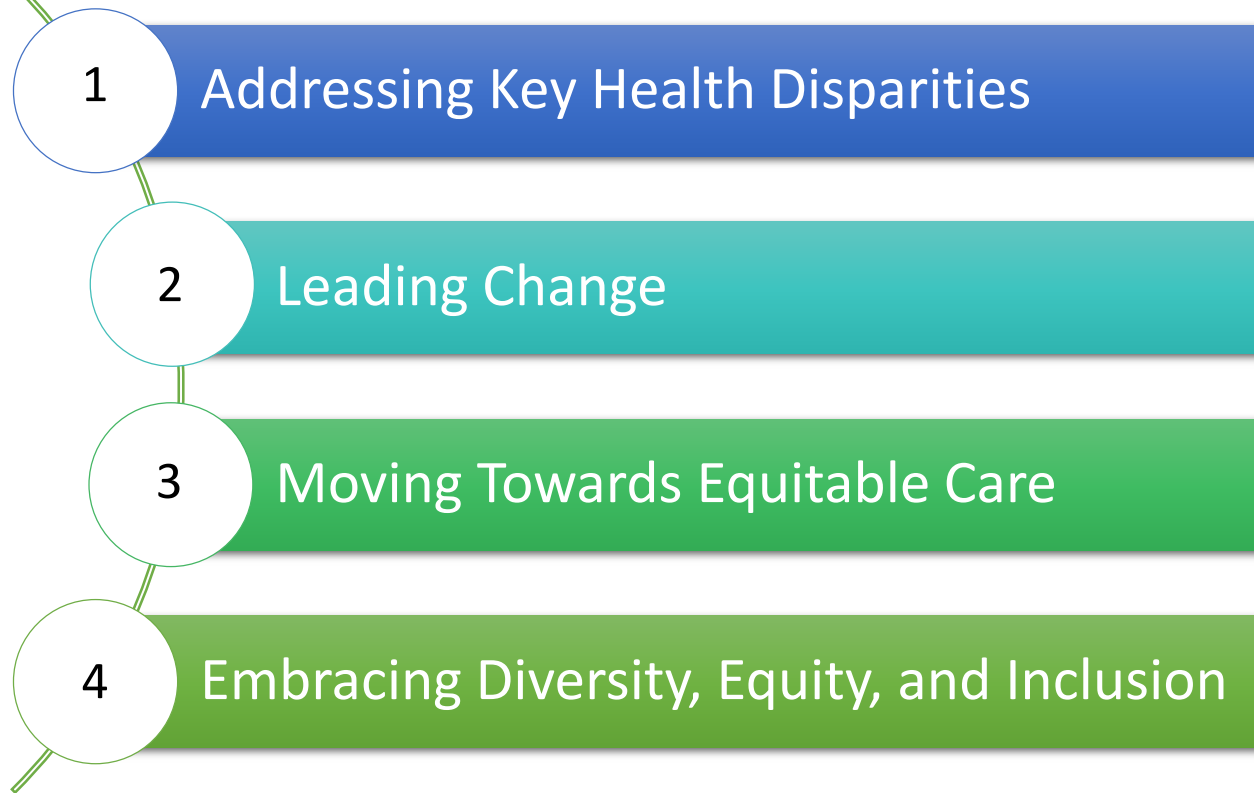 1
Addressing Key Health Disparities
2
Leading Change
3
Moving Towards Equitable Care
4
Embracing Diversity, Equity, and Inclusion